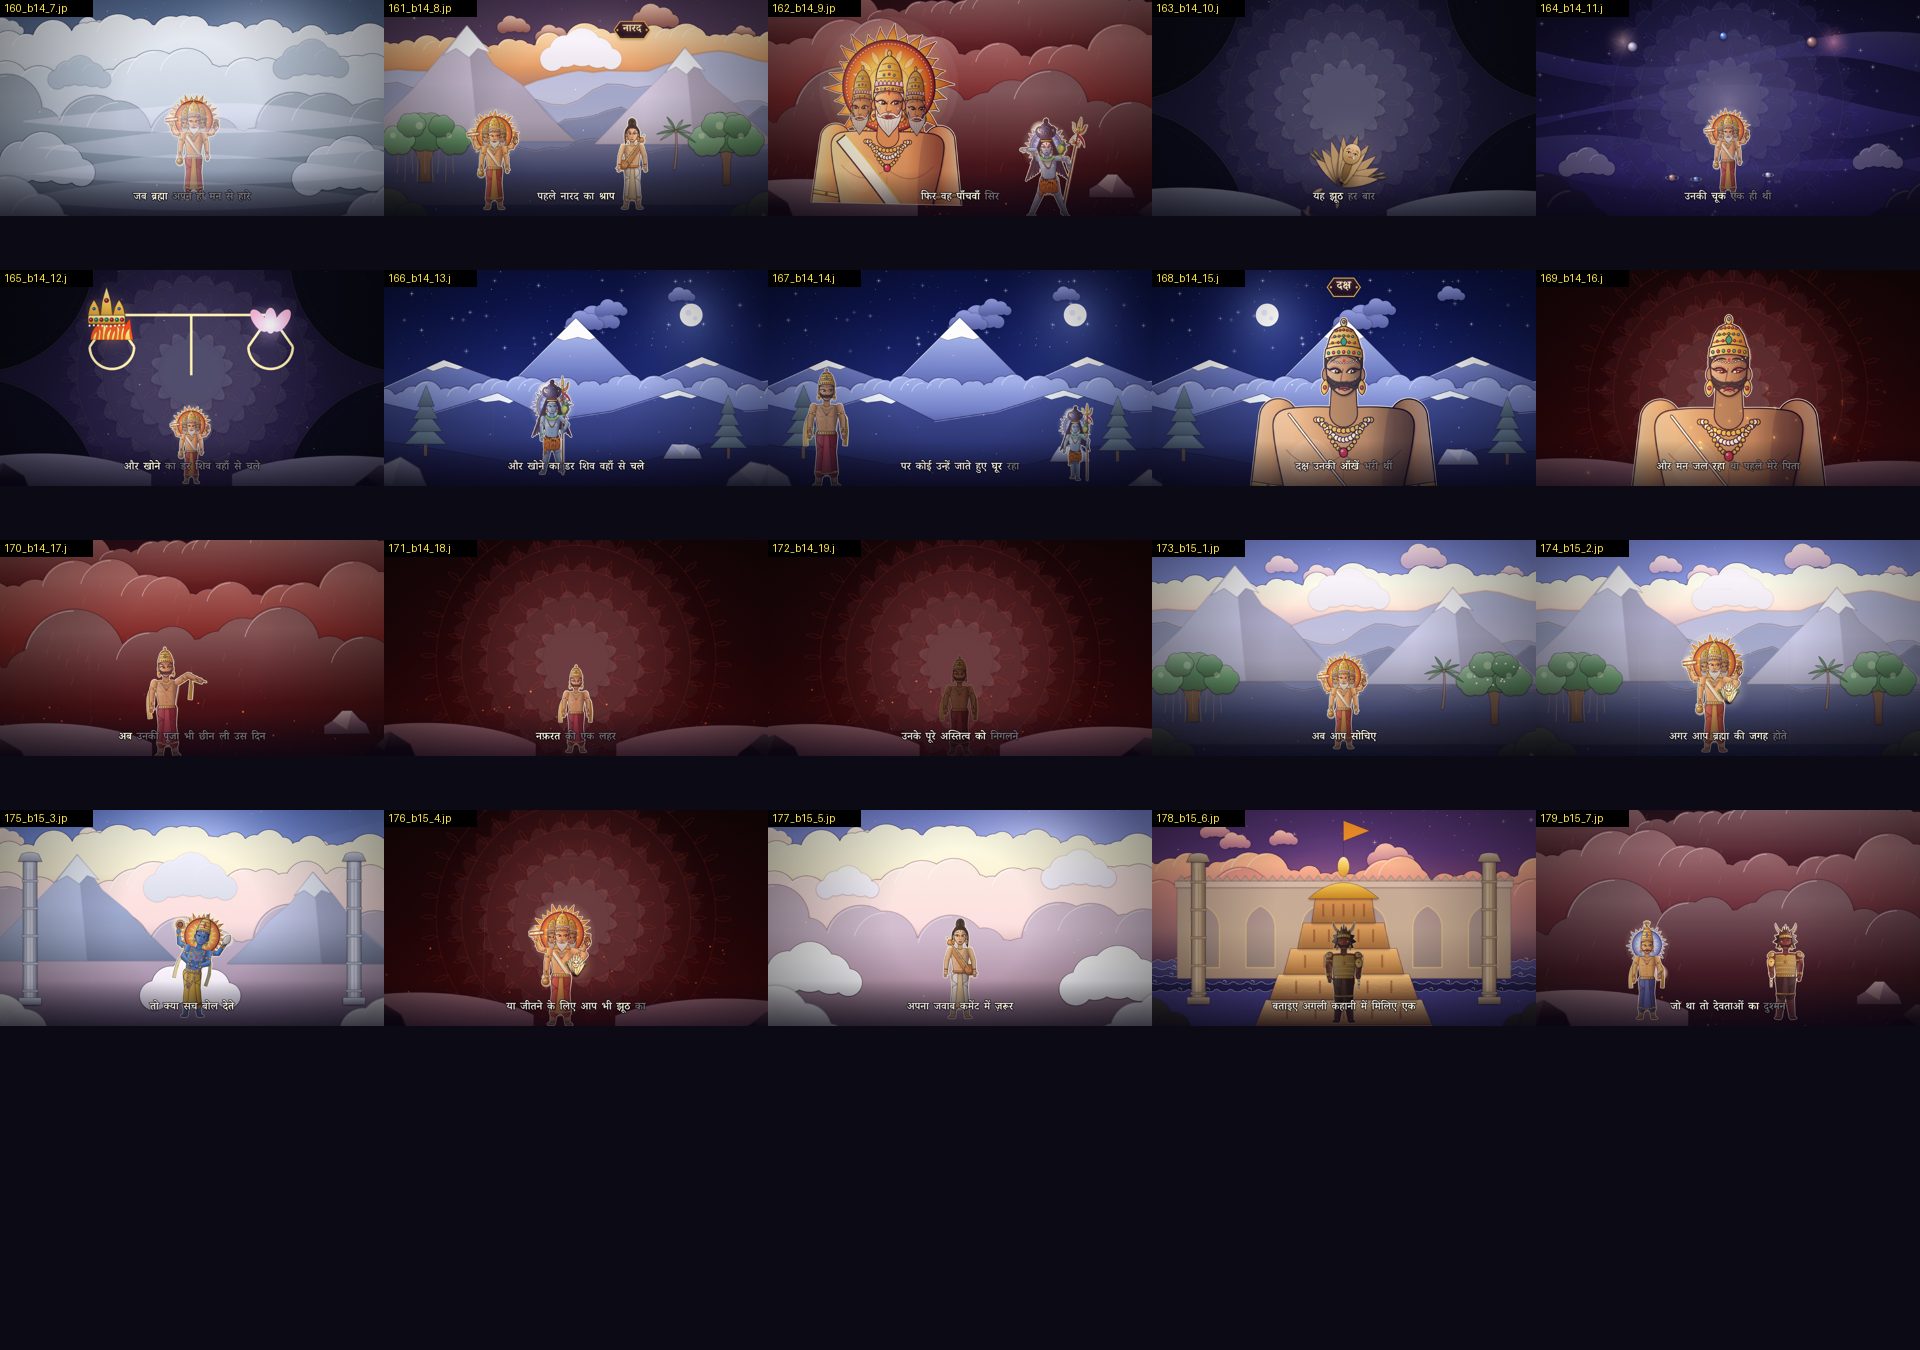 160_b14_7.jp
जब ब्रह्मा अपने ही मन से हारे
161_b14_8.jp
नारद
पहले नारद का श्राप
162_b14_9.jp
फिर वह पाँचवाँ सिर
163_b14_10.j
यह झूठ हर बार
164_b14_11.j
उनकी चूक एक ही थी
165_b14_12.j
और खोने का डर शिव वहाँ से चले
166_b14_13.j
और खोने का डर शिव वहाँ से चले
167_b14_14.j
पर कोई उन्हें जाते हुए घूर रहा
168_b14_15.j
दक्ष
दक्ष उनकी आँखें भरी थीं
169_b14_16.j
और मन जल रहा था पहले मेरे पिता
170_b14_17.j
अब उनकी पूजा भी छीन ली उस दिन
171_b14_18.j
नफ़रत की एक लहर
172_b14_19.j
उनके पूरे अस्तित्व को निगलने
173_b15_1.jp
अब आप सोचिए
174_b15_2.jp
अगर आप ब्रह्मा की जगह होते
175_b15_3.jp
तो क्या सच बोल देते
176_b15_4.jp
या जीतने के लिए आप भी झूठ का
177_b15_5.jp
अपना जवाब कमेंट में ज़रूर
178_b15_6.jp
बताइए अगली कहानी में मिलिए एक
179_b15_7.jp
जो था तो देवताओं का दुश्मन